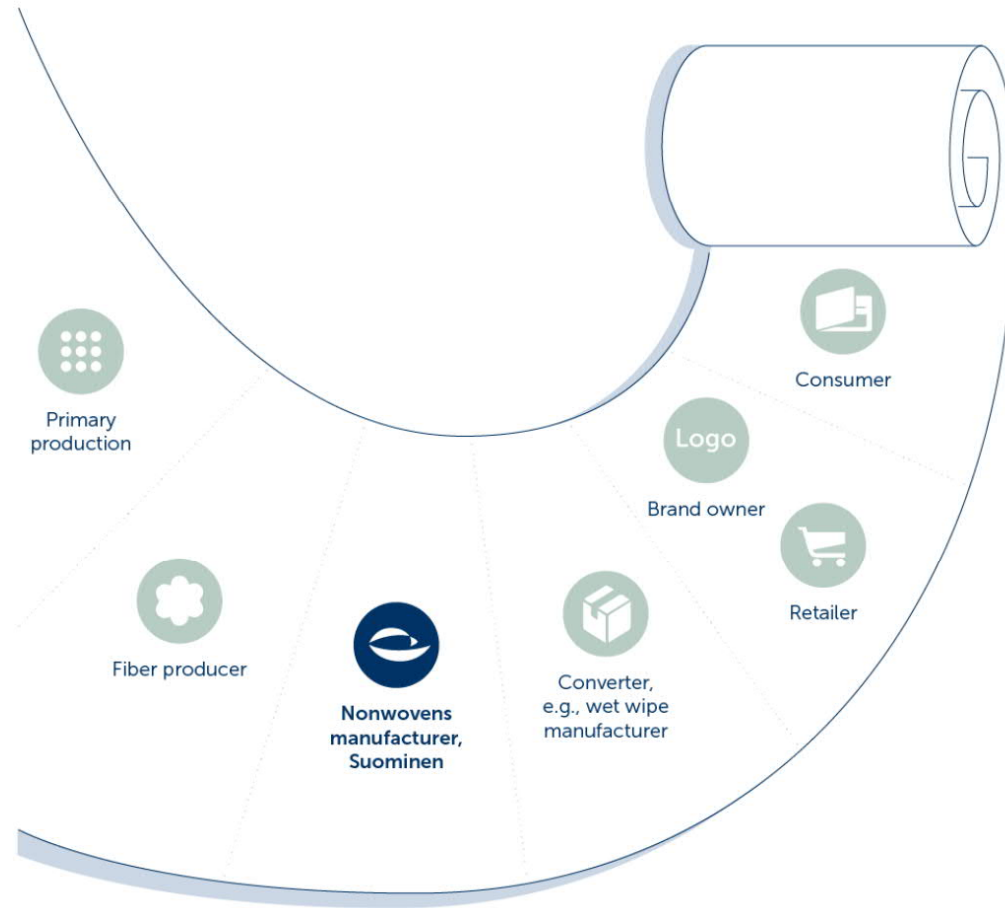 Primary
production
Fiber producer
Nonwovens
manufacturer,
Suominen
Converter,
e.g., wet wipe
manufacturer
Logo
Brand owner
Retailer
Consumer